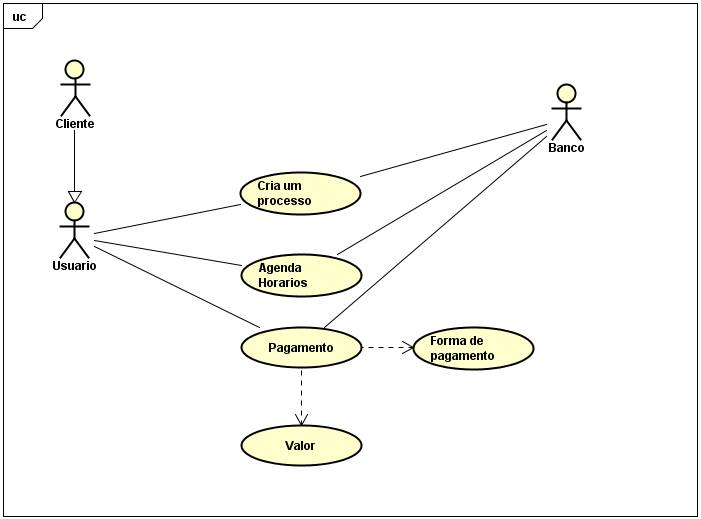 uc
Cliente
Banco
Cria um
processo
Usuario
Agenda
Horarios
Pagamento
Forma de
pagamento
Valor